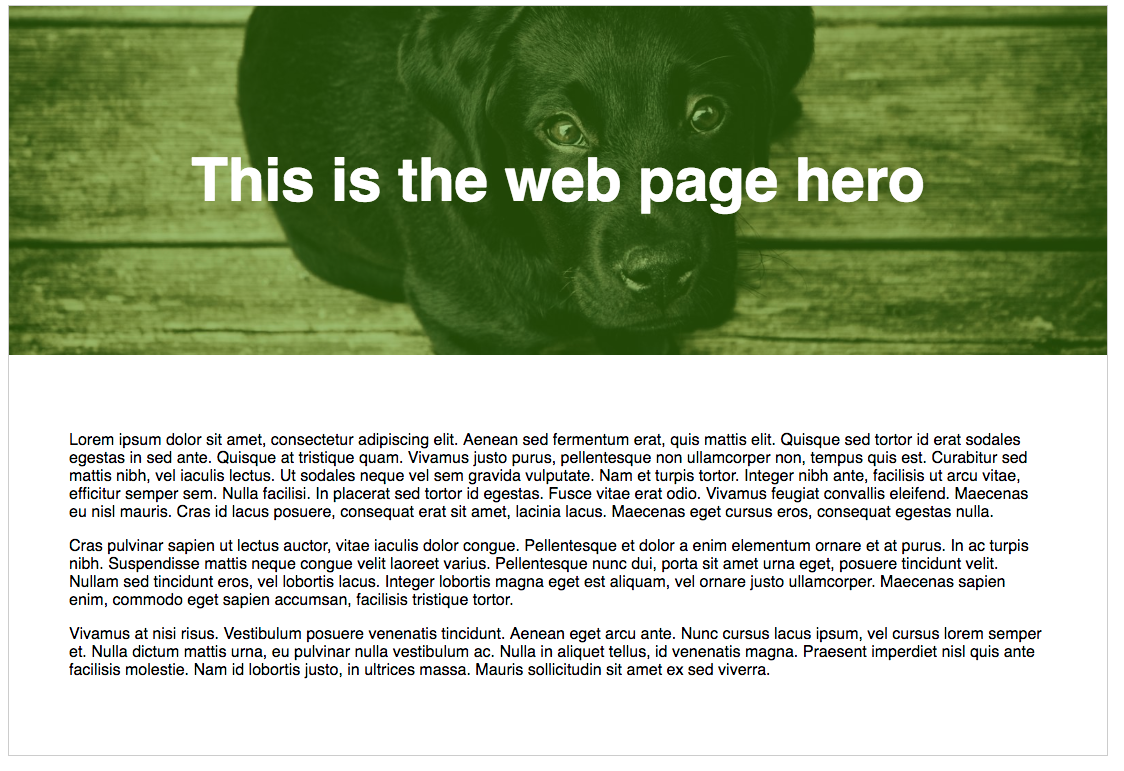 This is the web page hero
Lorem ipsum dolor sit amet, consectetur adipiscing elit. Aenean sed fermentum erat, quis mattis elit. Quisque sed tortor id erat sodales
egestas in sed ante. Quisque at tristique quam. Vivamus justo purus, pellentesque non ullamcorper non, tempus quis est. Curabitur sed
mattis nibh, vel iaculis lectus. Ut sodales neque vel sem gravida vulputate. Nam et turpis tortor. Integer nibh ante, facilisis ut arcu vitae,
efficitur semper sem. Nulla facilisi. In placerat sed tortor id egestas. Fusce vitae erat odio. Vivamus feugiat convallis eleifend. Maecenas
eu nisl mauris. Cras id lacus posuere, consequat erat sit amet, lacinia lacus. Maecenas eget cursus eros, consequat egestas nulla.
Cras pulvinar sapien ut lectus auctor, vitae iaculis dolor congue. Pellentesque et dolor a enim elementum ornare et at purus. In ac turpis
nibh. Suspendisse mattis neque congue velit laoreet varius. Pellentesque nunc dui, porta sit amet urna eget, posuere tincidunt velit.
Nullam sed tincidunt eros, vel lobortis lacus. Integer lobortis magna eget est aliquam, vel ornare justo ullamcorper. Maecenas sapien
enim, commodo eget sapien accumsan, facilisis tristique tortor.
Vivamus at nisi risus. Vestibulum posuere venenatis tincidunt. Aenean eget arcu ante. Nunc cursus lacus ipsum, vel cursus lorem semper
et. Nulla dictum mattis urna, eu pulvinar nulla vestibulum ac. Nulla in aliquet tellus, id venenatis magna. Praesent imperdiet nisl quis ante
facilisis molestie. Nam id lobortis justo, in ultrices massa. Mauris sollicitudin sit amet ex sed viverra.